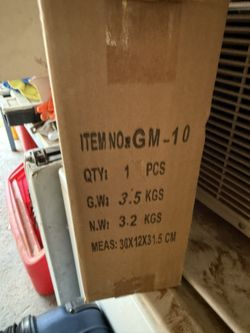 ITEM NO:GM-10
QTY: 1 PCS
G.W: 3.5 KGS
N.W: 3.2 KGS
MEAS: 30X12X31.5 CM